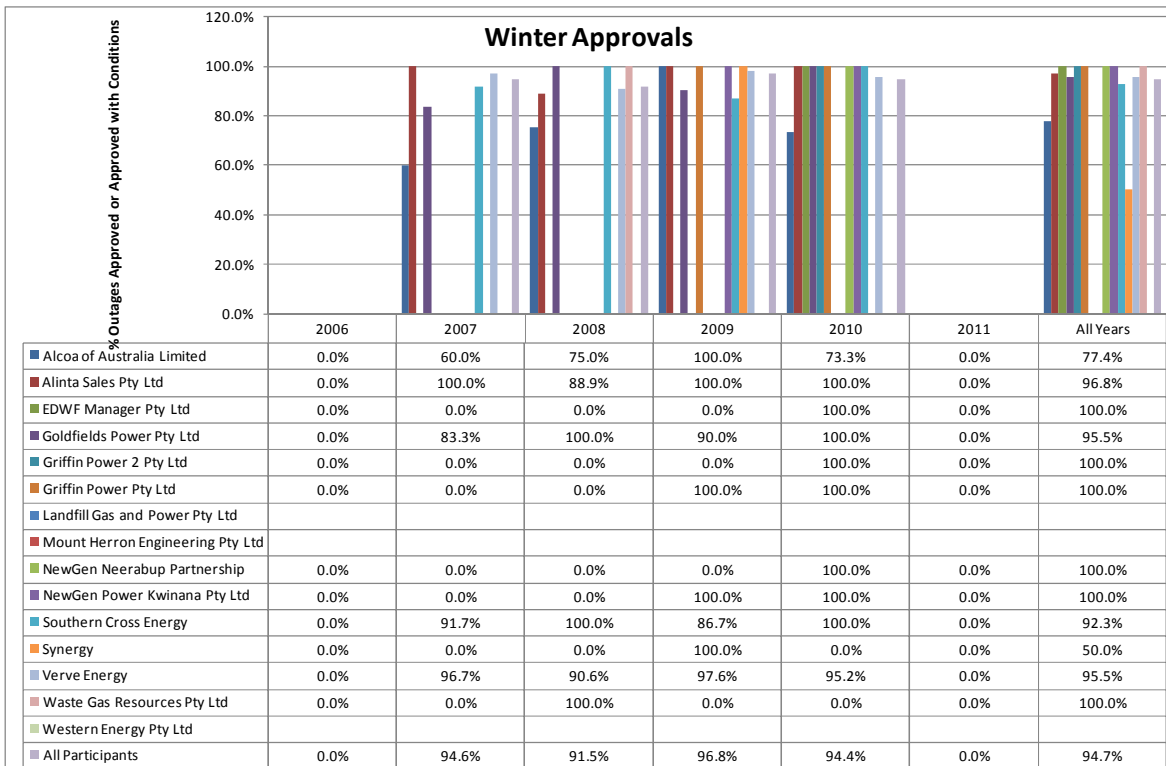 Winter Approvals
% Outages Approved or Approved with Conditions
120.0%
100.0%
80.0%
60.0%
40.0%
20.0%
0.0%
2006 2007 2008 2009 2010 2011 All Years
Alcoa of Australia Limited 0.0% 60.0% 75.0% 100.0% 73.3% 0.0% 77.4%
Alinta Sales Pty Ltd 0.0% 100.0% 88.9% 100.0% 100.0% 0.0% 96.8%
EDWF Manager Pty Ltd 0.0% 0.0% 0.0% 0.0% 100.0% 0.0% 100.0%
Goldfields Power Pty Ltd 0.0% 83.3% 100.0% 90.0% 100.0% 0.0% 95.5%
Griffin Power 2 Pty Ltd 0.0% 0.0% 0.0% 0.0% 100.0% 0.0% 100.0%
Griffin Power Pty Ltd 0.0% 0.0% 0.0% 100.0% 100.0% 0.0% 100.0%
Landfill Gas and Power Pty Ltd
Mount Herron Engineering Pty Ltd
NewGen Neerabup Partnership 0.0% 0.0% 0.0% 0.0% 100.0% 0.0% 100.0%
NewGen Power Kwinana Pty Ltd 0.0% 0.0% 0.0% 100.0% 100.0% 0.0% 100.0%
Southern Cross Energy 0.0% 91.7% 100.0% 86.7% 100.0% 0.0% 92.3%
Synergy 0.0% 0.0% 0.0% 100.0% 0.0% 0.0% 50.0%
Verve Energy 0.0% 96.7% 90.6% 97.6% 95.2% 0.0% 95.5%
Waste Gas Resources Pty Ltd 0.0% 0.0% 100.0% 0.0% 0.0% 0.0% 100.0%
Western Energy Pty Ltd
All Participants 0.0% 94.6% 91.5% 96.8% 94.4% 0.0% 94.7%